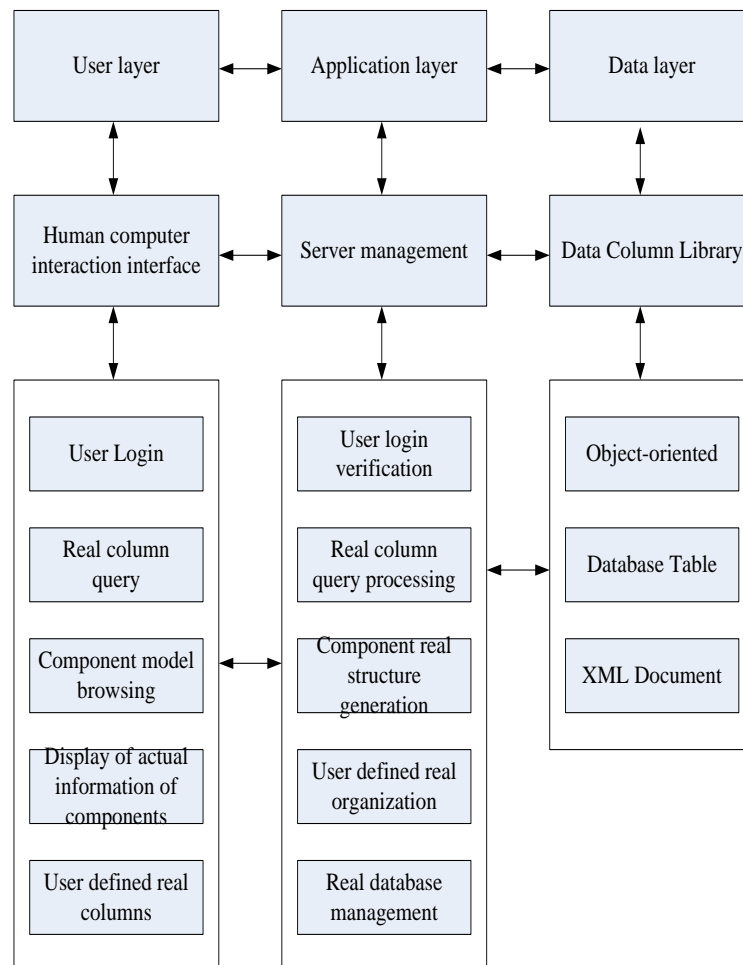 User layer
Application layer
Data layer
Human computer
interaction interface
Server management
Data Column Library
User Login
Real column
query
Component model
browsing
Display of actual
information of
components
User defined real
columns
User login
verification
Real column
query processing
Component real
structure
generation
User defined real
organization
Real database
management
Object-oriented
Database Table
XML Document